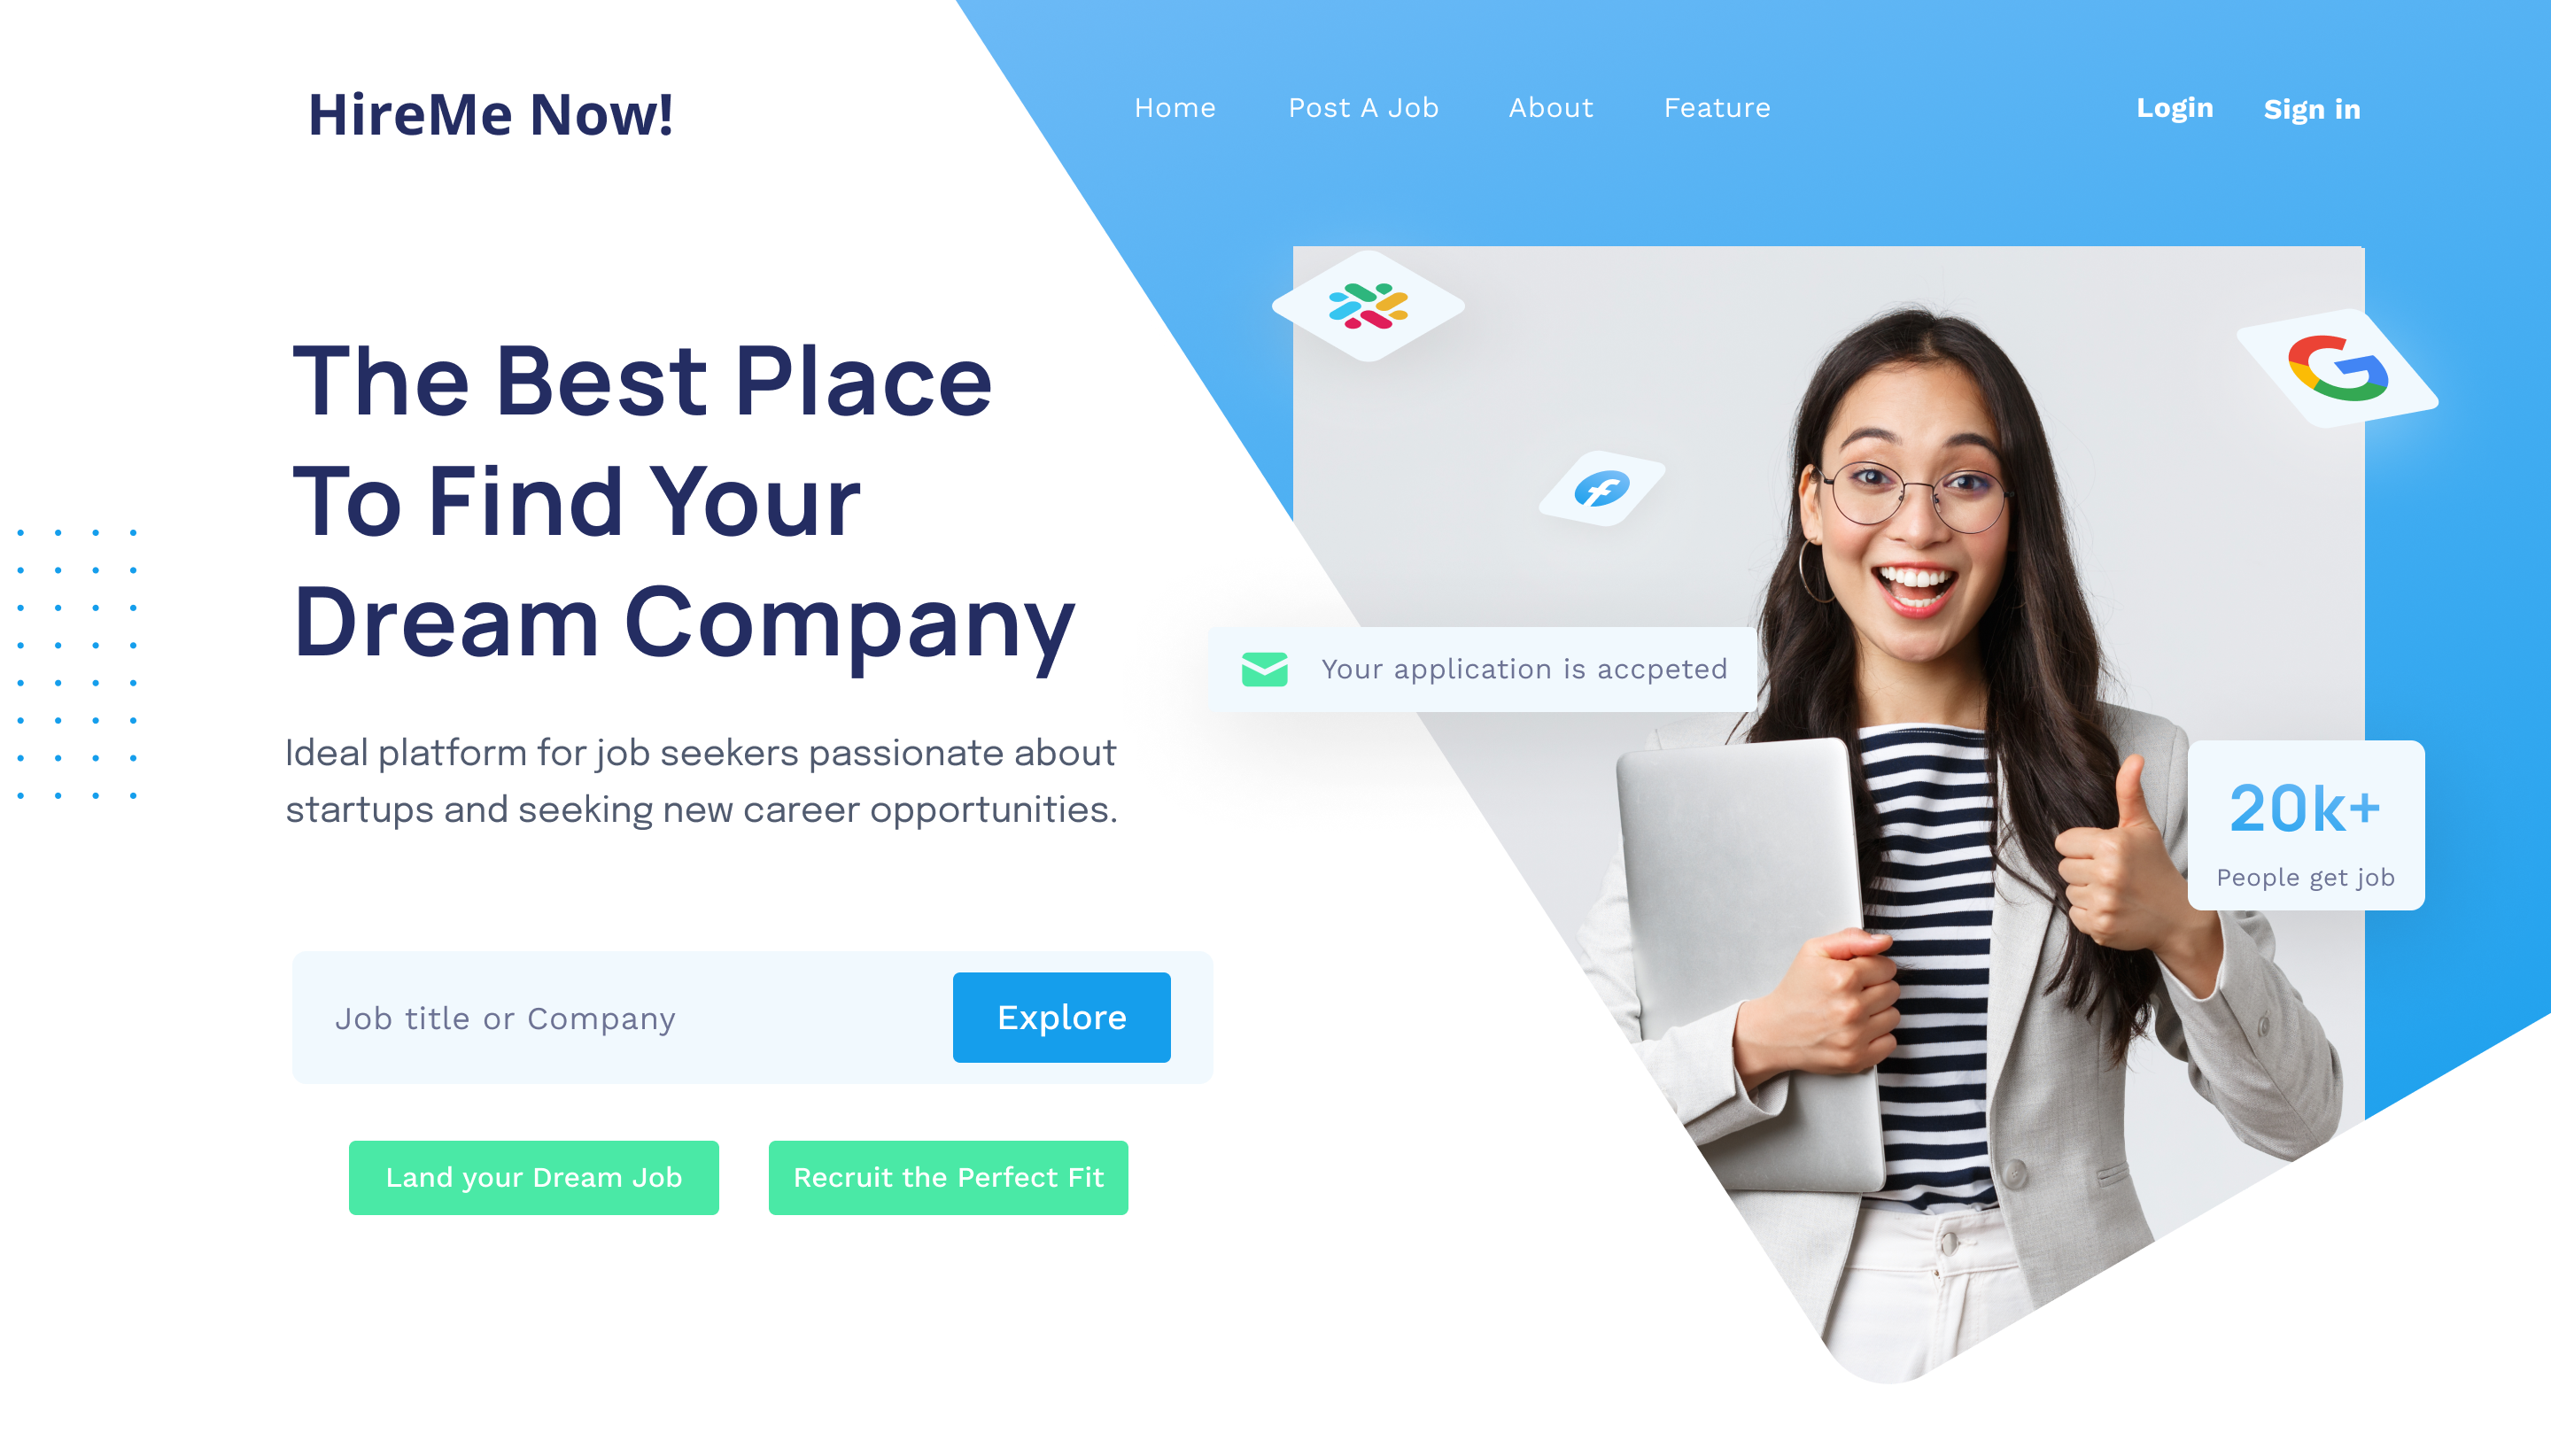 HireMe Now!
Home
Post A Job
About
Feature
Login
Sign in
The Best Place
To Find Your
Dream Company
Ideal platform for job seekers passionate about
startups and seeking new career opportunities.
Your application is accpeted
20k+
People get job
Job title or Company
Explore
Land your Dream Job
Recruit the Perfect Fit